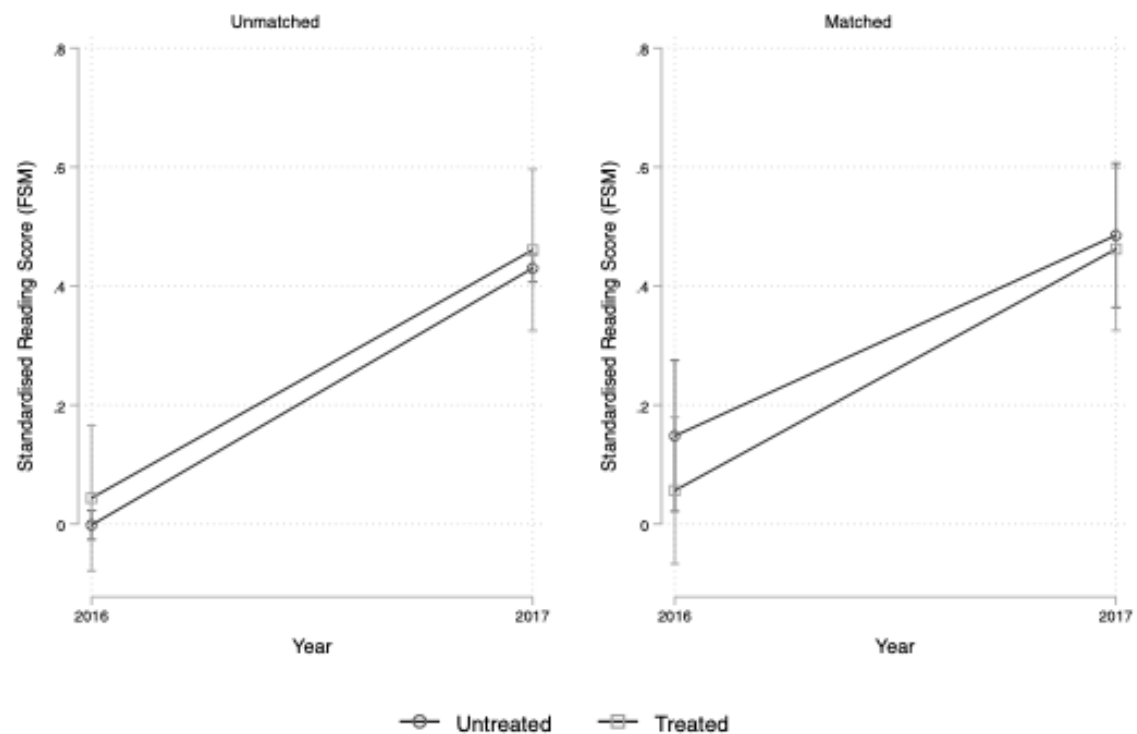 Unmatched
Standardised Reading Score (FSM)
.8
.6
.4
.2
0
2016
2017
Year
Matched
Standardised Reading Score (FSM)
.8
.6
.4
.2
0
2016
2017
Year
Untreated
Treated